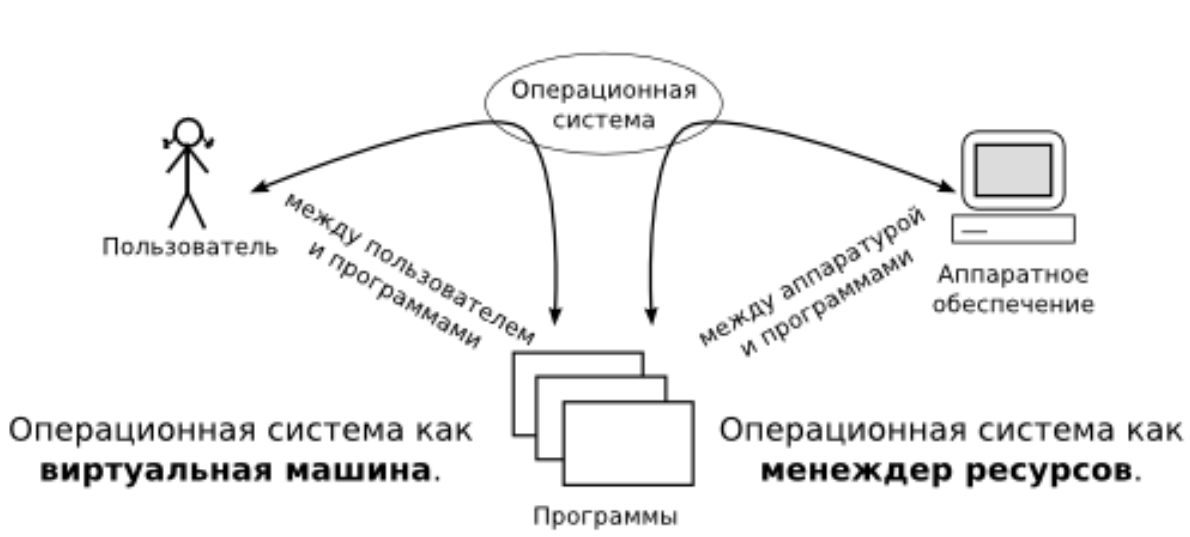 Операционная
система
Пользователь
между пользователем
и программами
между аппаратурой
и программами
Аппаратное
обеспечение
Операционная система как
виртуальная машина.
Операционная система как
менеждер ресурсов.
Программы